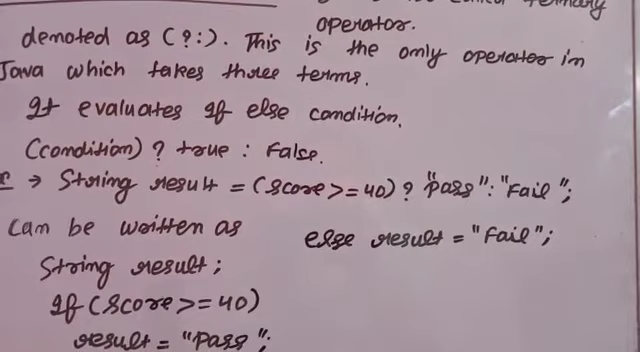 ternary
operator.
denoted as (?:). This is the only operator in
Java which takes three terms.
It evaluates if else condition.
(condition) ? true : False.
→ String result = (score >= 40) ? "Pass" : "Fail";
Can be written as
else result = "Fail";
String result;
if (score >= 40)
result = "Pass";